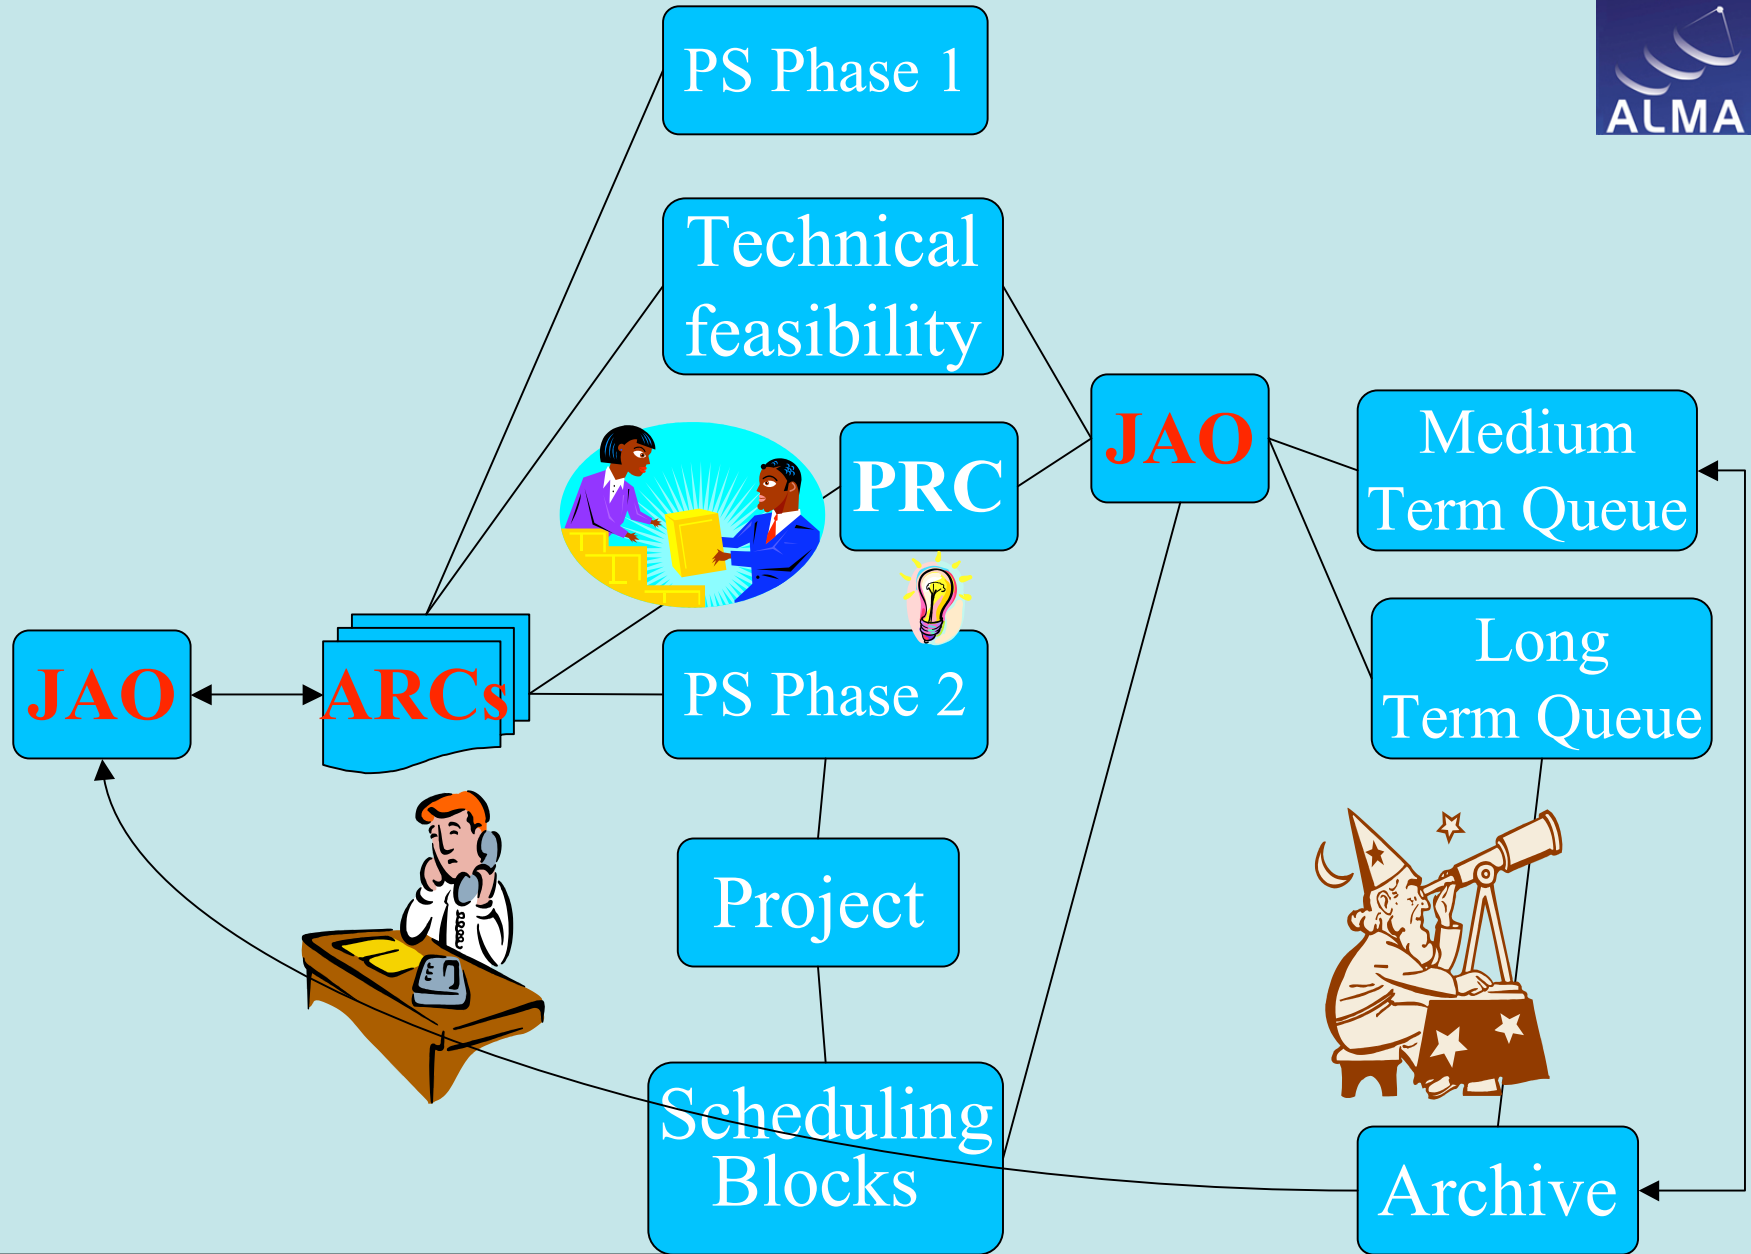 PS Phase 1
ALMA
Technical
feasibility
JAO
Medium
Term Queue
PRC
Long
Term Queue
JAO
ARCs
PS Phase 2
Project
Scheduling
Blocks
Archive